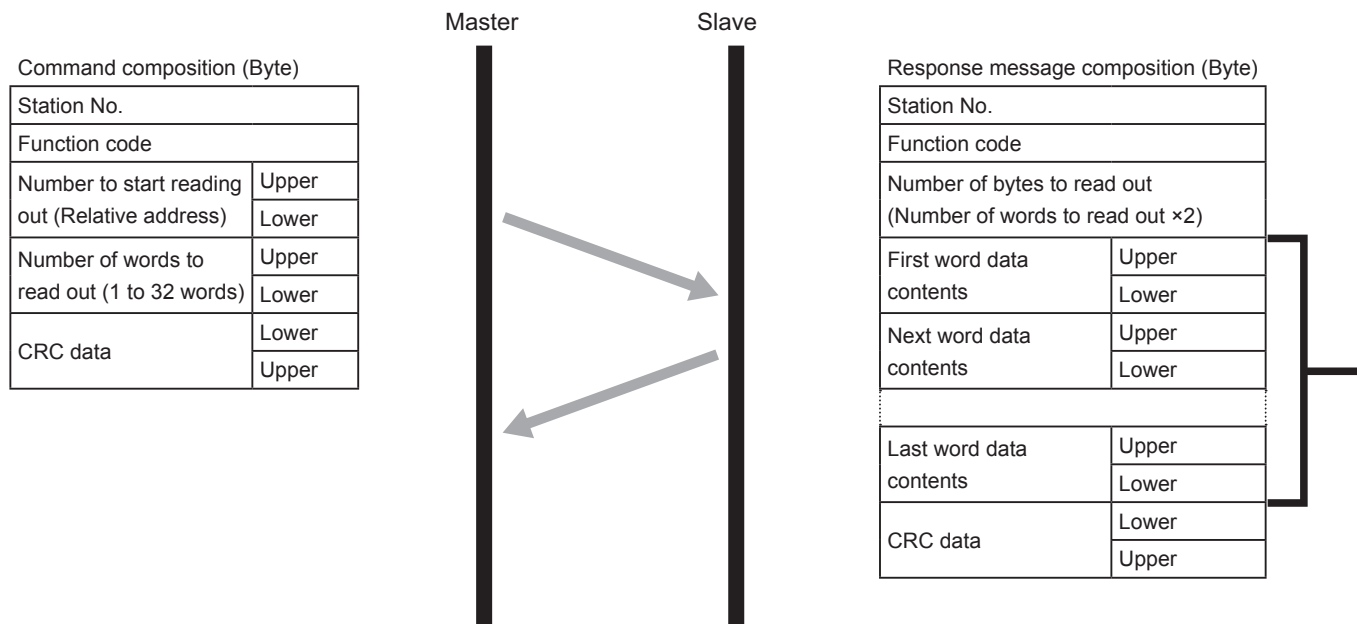 Master
Slave
Command composition (Byte)
Station No.
Function code
Number to start reading
out (Relative address)
Upper
Lower
Number of words to
read out (1 to 32 words)
Upper
Lower
CRC data
Lower
Upper
Response message composition (Byte)
Station No.
Function code
Number of bytes to read out
(Number of words to read out ×2)
First word data
contents
Upper
Lower
Next word data
contents
Upper
Lower
Last word data
contents
Upper
Lower
CRC data
Lower
Upper